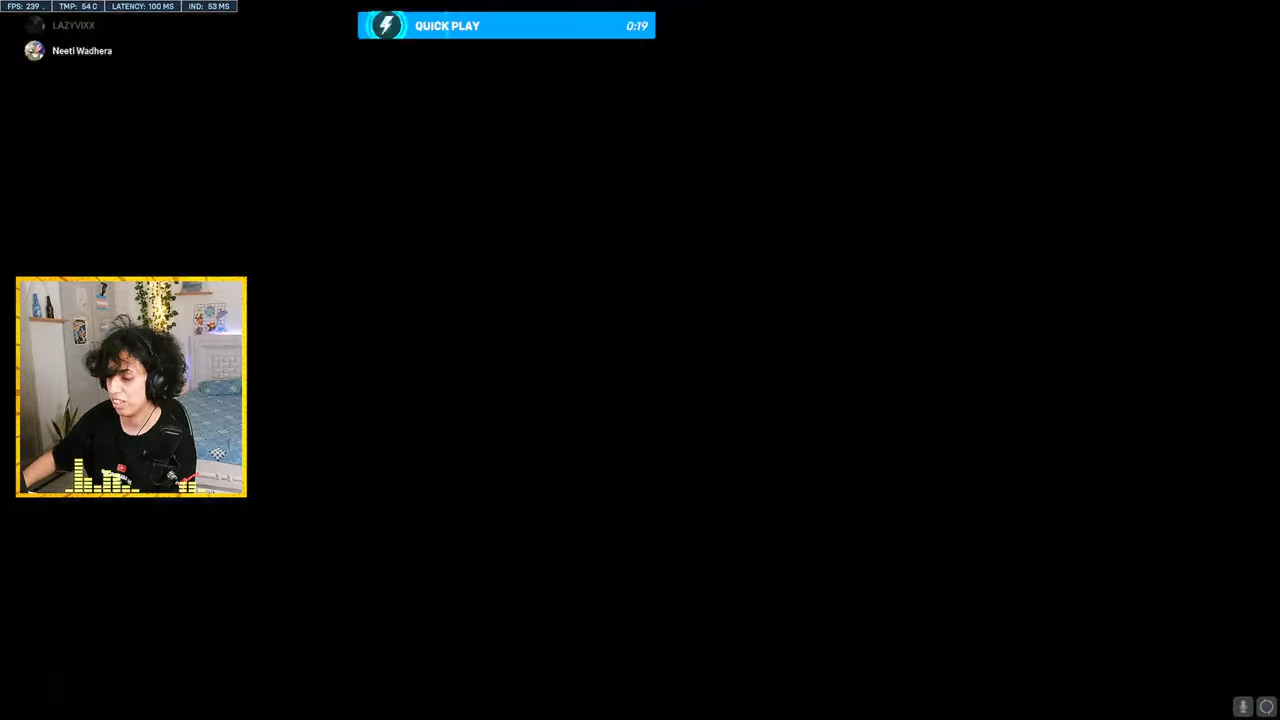 FPS: 239 . TMP: 54 C LATENCY: 100 MS IND: 53 MS
LAZYVIXX
QUICK PLAY 0:19
Neeti Wadhera